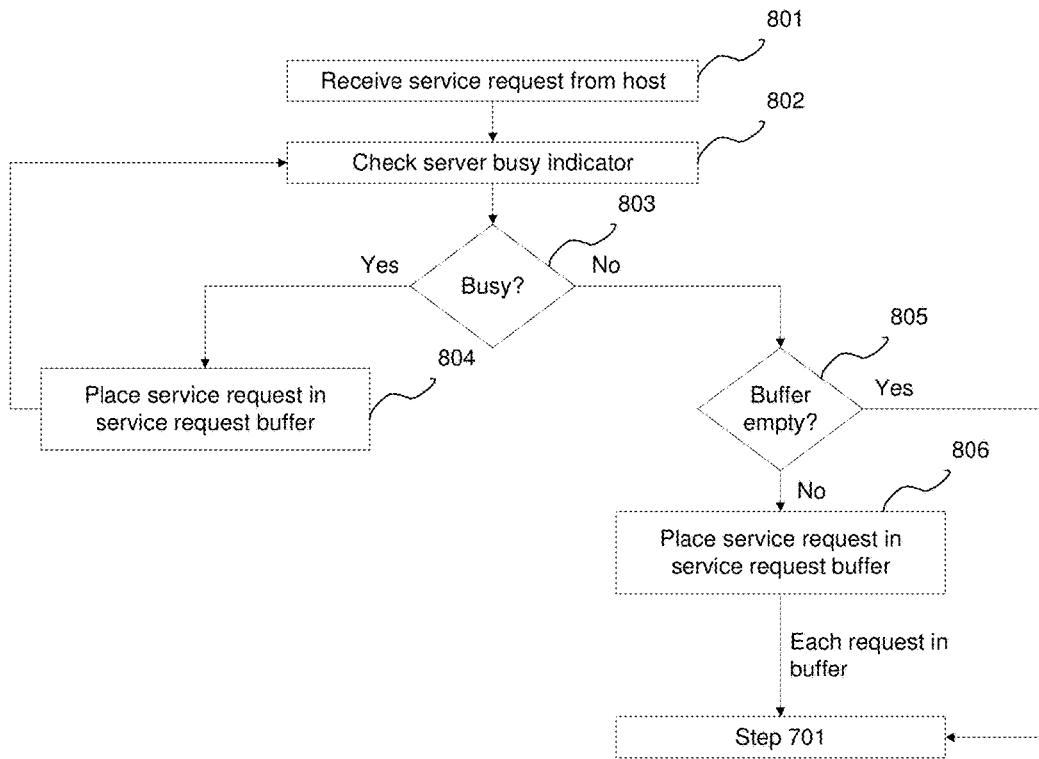 801
Receive service request from host
802
Check server busy indicator
803
Yes
No
Busy?
805
804
Place service request in
service request buffer
Buffer
empty?
Yes
806
No
Place service request in
service request buffer
Each request in
buffer
Step 701